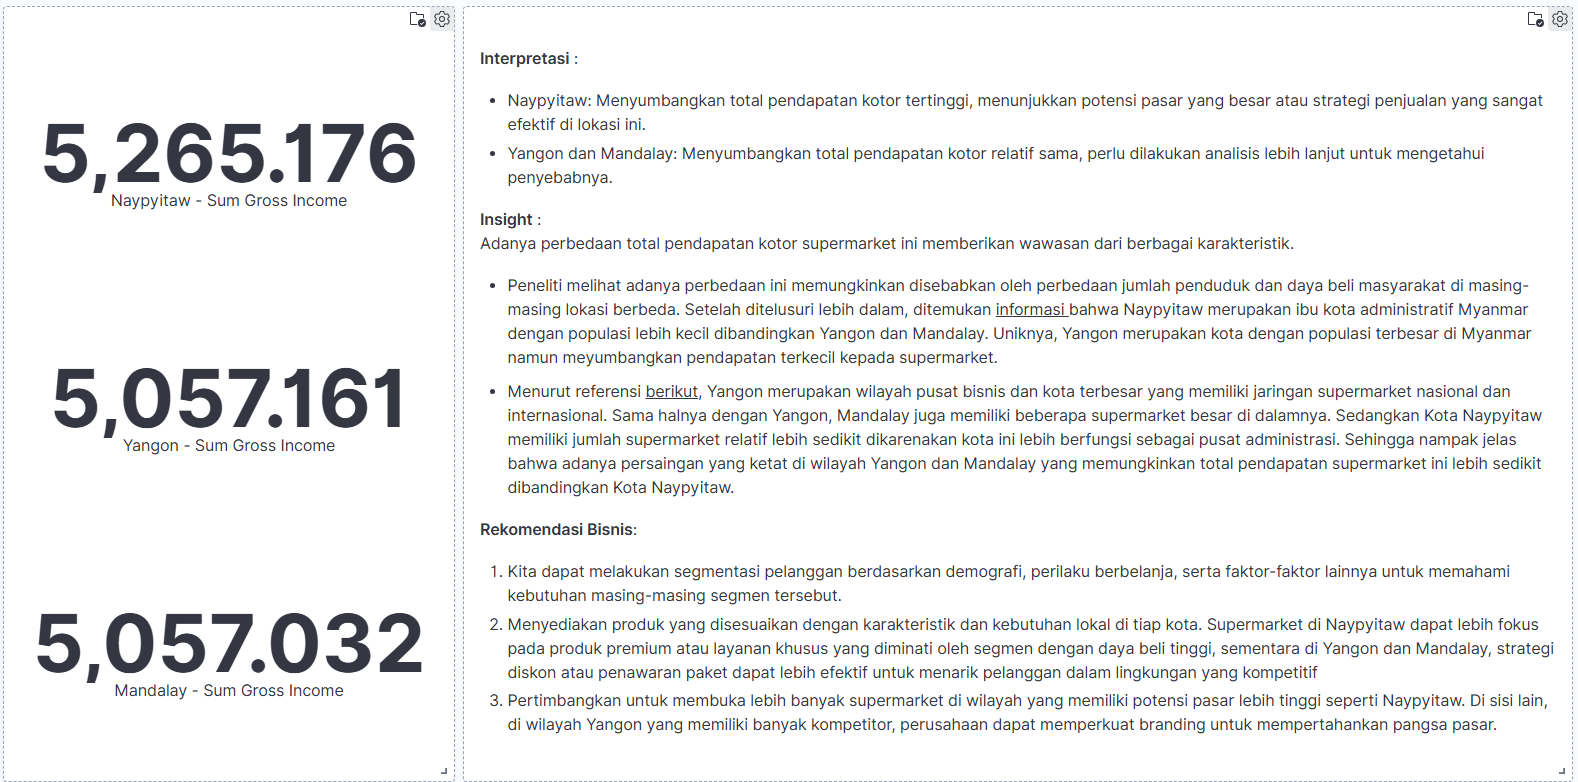 5,265.176
Naypyitaw - Sum Gross Income
5,057.161
Yangon - Sum Gross Income
5,057.032
Mandalay - Sum Gross Income
Interpretasi :
• Naypyitaw: Menyumbangkan total pendapatan kotor tertinggi, menunjukkan potensi pasar yang besar atau strategi penjualan yang sangat
efektif di lokasi ini.
• Yangon dan Mandalay: Menyumbangkan total pendapatan kotor relatif sama, perlu dilakukan analisis lebih lanjut untuk mengetahui
penyebabnya.
Insight :
Adanya perbedaan total pendapatan kotor supermarket ini memberikan wawasan dari berbagai karakteristik.
• Peneliti melihat adanya perbedaan ini memungkinkan disebabkan oleh perbedaan jumlah penduduk dan daya beli masyarakat di masing-
masing lokasi berbeda. Setelah ditelusuri lebih dalam, ditemukan informasi bahwa Naypyitaw merupakan ibu kota administratif Myanmar
dengan populasi lebih kecil dibandingkan Yangon dan Mandalay. Uniknya, Yangon merupakan kota dengan populasi terbesar di Myanmar
namun meyumbangkan pendapatan terkecil kepada supermarket.
• Menurut referensi berikut, Yangon merupakan wilayah pusat bisnis dan kota terbesar yang memiliki jaringan supermarket nasional dan
internasional. Sama halnya dengan Yangon, Mandalay juga memiliki beberapa supermarket besar di dalamnya. Sedangkan Kota Naypyitaw
memiliki jumlah supermarket relatif lebih sedikit dikarenakan kota ini lebih berfungsi sebagai pusat administrasi. Sehingga nampak jelas
bahwa adanya persaingan yang ketat di wilayah Yangon dan Mandalay yang memungkinkan total pendapatan supermarket ini lebih sedikit
dibandingkan Kota Naypyitaw.
Rekomendasi Bisnis:
1. Kita dapat melakukan segmentasi pelanggan berdasarkan demografi, perilaku berbelanja, serta faktor-faktor lainnya untuk memahami
kebutuhan masing-masing segmen tersebut.
2. Menyediakan produk yang disesuaikan dengan karakteristik dan kebutuhan lokal di tiap kota. Supermarket di Naypyitaw dapat lebih fokus
pada produk premium atau layanan khusus yang diminati oleh segmen dengan daya beli tinggi, sementara di Yangon dan Mandalay, strategi
diskon atau penawaran paket dapat lebih efektif untuk menarik pelanggan dalam lingkungan yang kompetitif
3. Pertimbangkan untuk membuka lebih banyak supermarket di wilayah yang memiliki potensi pasar lebih tinggi seperti Naypyitaw. Di sisi lain,
di wilayah Yangon yang memiliki banyak kompetitor, perusahaan dapat memperkuat branding untuk mempertahankan pangsa pasar.